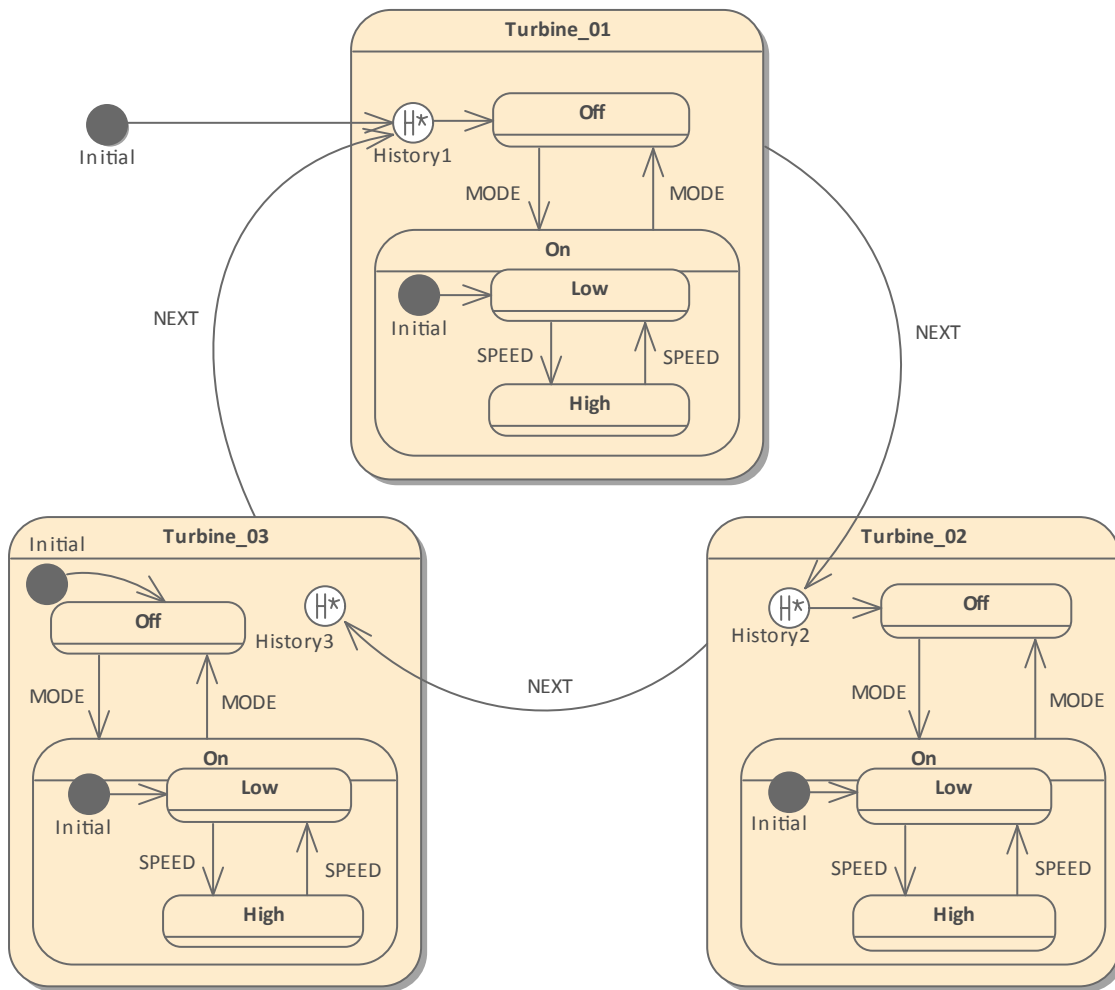 Turbine_01
Initial
H*
History1
Off
MODE
MODE
On
Initial
Low
SPEED
SPEED
High
NEXT
NEXT
NEXT
Turbine_03
Initial
Off
H*
History3
MODE
MODE
On
Initial
Low
SPEED
SPEED
High
Turbine_02
H*
History2
Off
MODE
MODE
On
Initial
Low
SPEED
SPEED
High